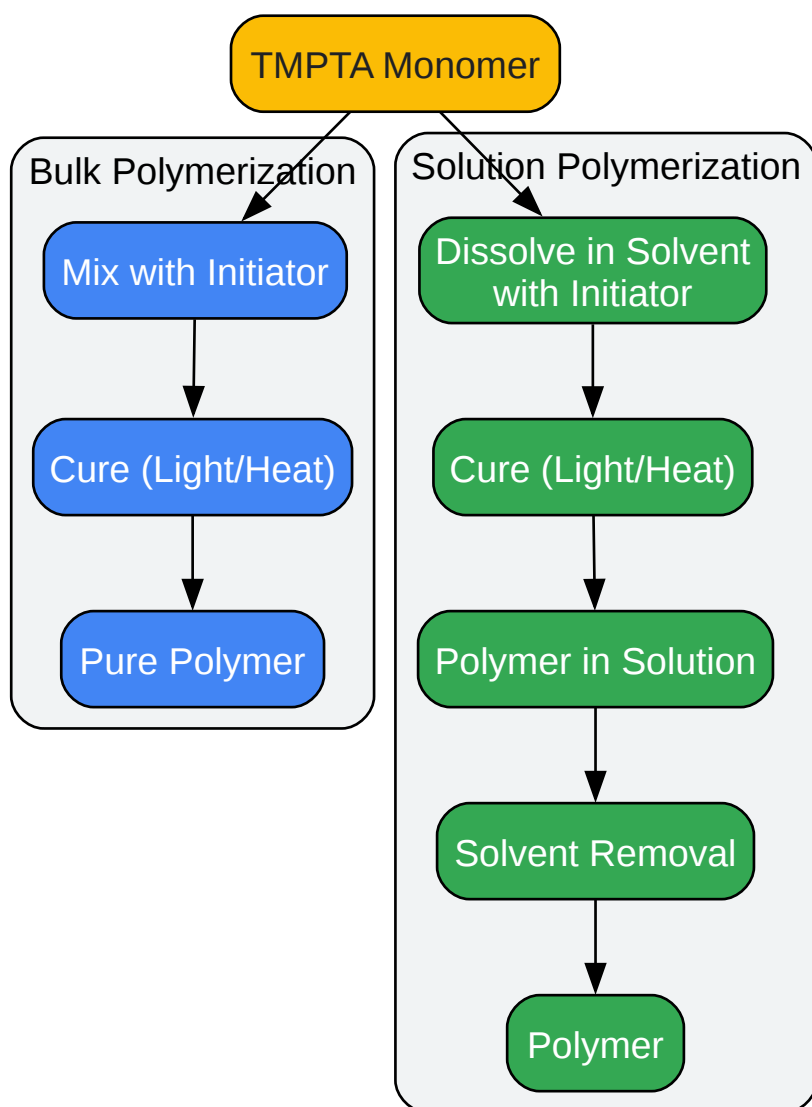 TMPTA Monomer
Bulk Polymerization
Mix with Initiator
Cure (Light/Heat)
Pure Polymer
Solution Polymerization
Dissolve in Solvent
with Initiator
Cure (Light/Heat)
Polymer in Solution
Solvent Removal
Polymer